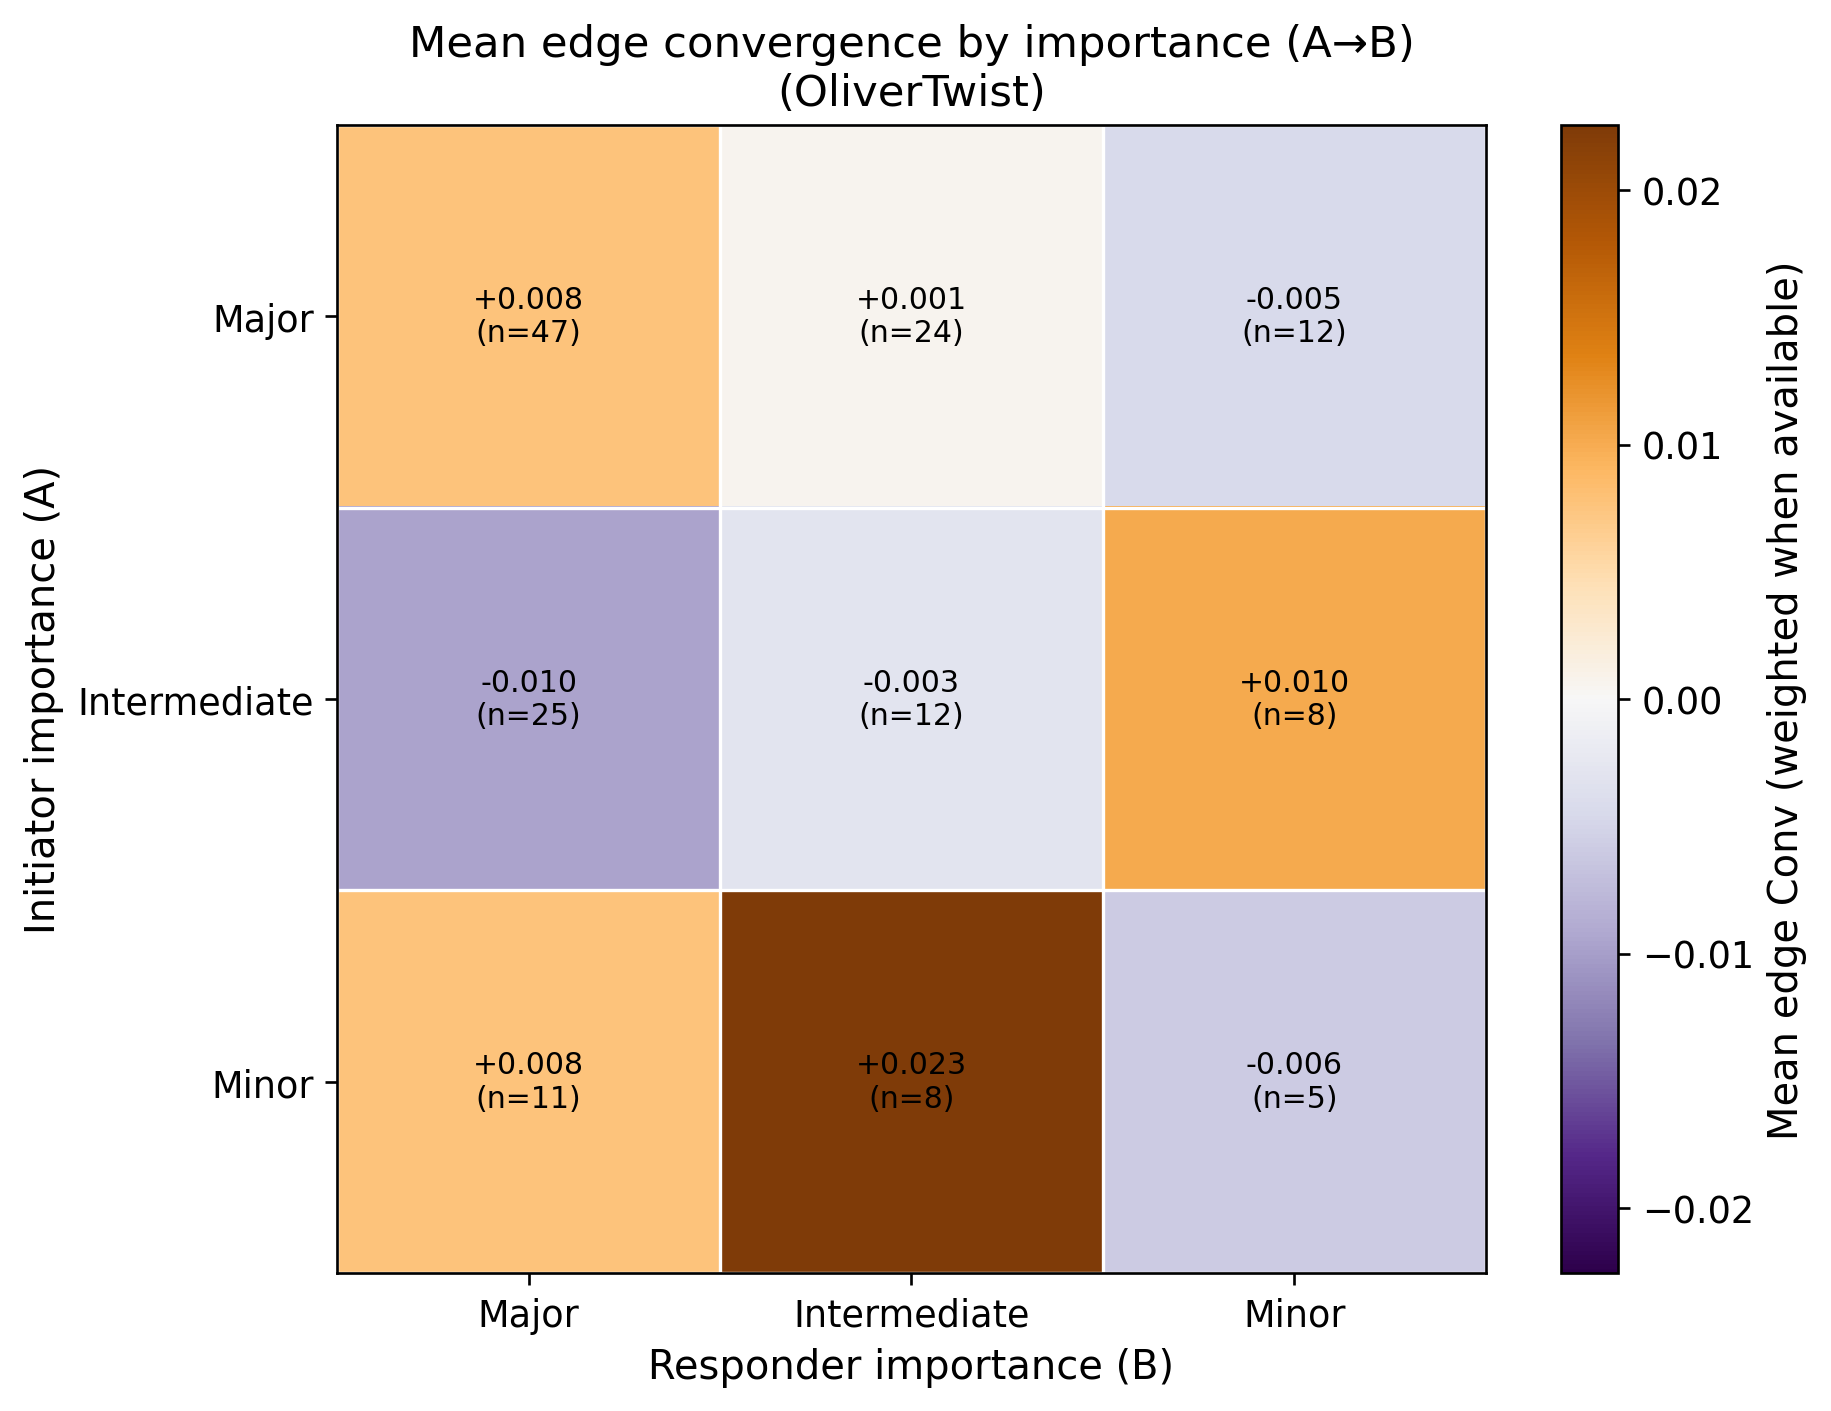 Mean edge convergence by importance (A→B)
(OliverTwist)
Initiator importance (A)
Major
Intermediate
Minor
+0.008
(n=47)
+0.001
(n=24)
-0.005
(n=12)
-0.010
(n=25)
-0.003
(n=12)
+0.010
(n=8)
+0.008
(n=11)
+0.023
(n=8)
-0.006
(n=5)
Major
Intermediate
Minor
Responder importance (B)
0.02
0.01
0.00
−0.01
−0.02
Mean edge Conv (weighted when available)